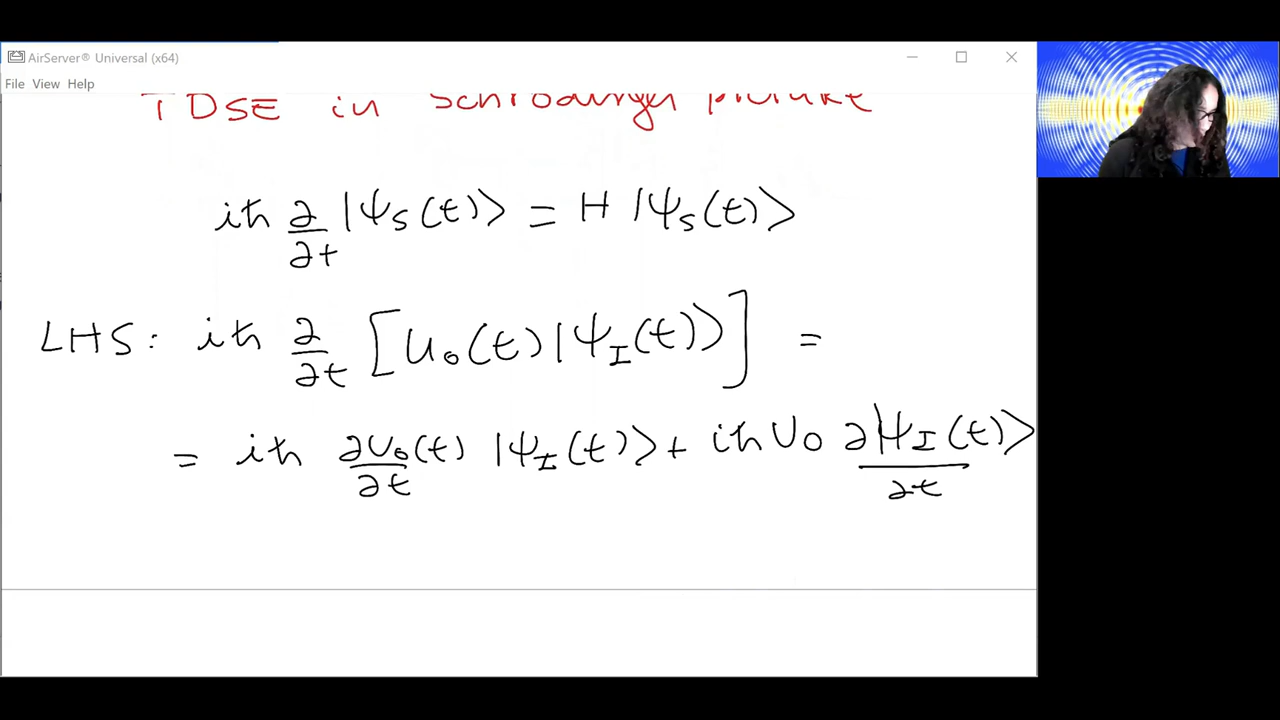 AirServer® Universal (x64)
File View Help
TDSE in Schrödinger picture
iħ ∂/∂t |Ψ_S(t)⟩ = H |Ψ_S(t)⟩
LHS: iħ ∂/∂t [U₀(t) |Ψ_I(t)⟩] =
= iħ ∂U₀(t)/∂t |Ψ_I(t)⟩ + iħ U₀ ∂|Ψ_I(t)⟩/∂t